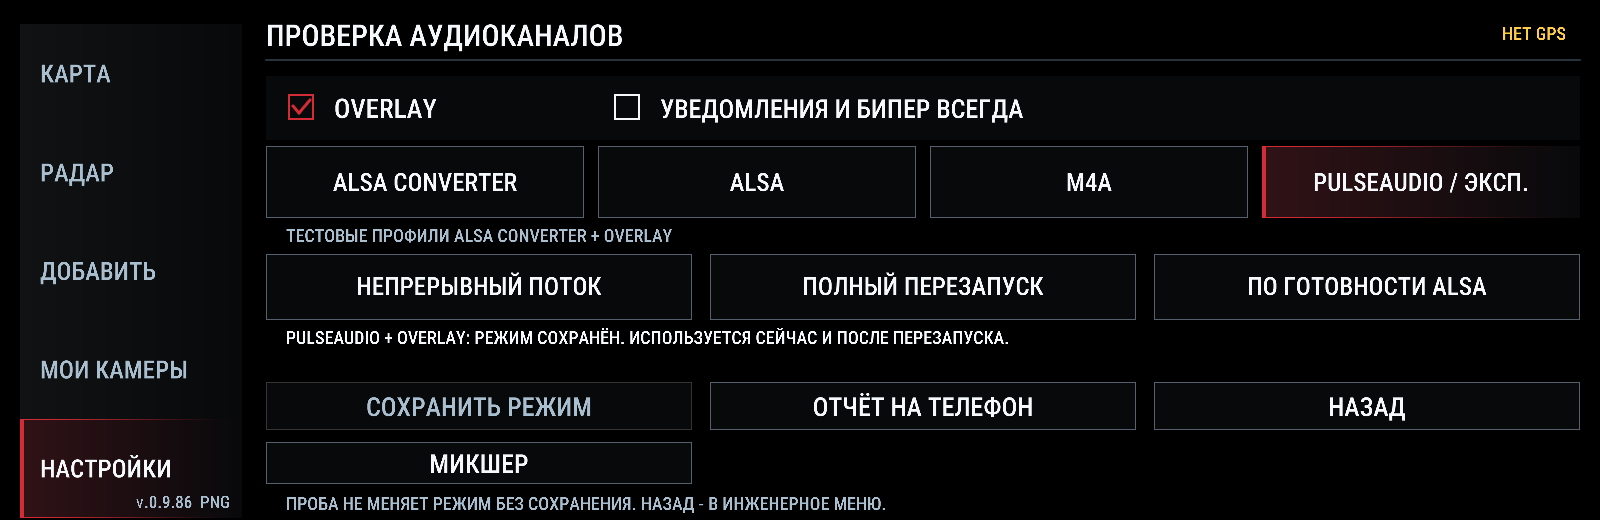 КАРТА
РАДАР
ДОБАВИТЬ
МОИ КАМЕРЫ
НАСТРОЙКИ
v.0.9.86 PNG
ПРОВЕРКА АУДИОКАНАЛОВ
НЕТ GPS
OVERLAY
УВЕДОМЛЕНИЯ И БИПЕР ВСЕГДА
ALSA CONVERTER
ALSA
M4A
PULSEAUDIO / ЭКСП.
ТЕСТОВЫЕ ПРОФИЛИ ALSA CONVERTER + OVERLAY
НЕПРЕРЫВНЫЙ ПОТОК
ПОЛНЫЙ ПЕРЕЗАПУСК
ПО ГОТОВНОСТИ ALSA
PULSEAUDIO + OVERLAY: РЕЖИМ СОХРАНЁН. ИСПОЛЬЗУЕТСЯ СЕЙЧАС И ПОСЛЕ ПЕРЕЗАПУСКА.
СОХРАНИТЬ РЕЖИМ
ОТЧЁТ НА ТЕЛЕФОН
НАЗАД
МИКШЕР
ПРОБА НЕ МЕНЯЕТ РЕЖИМ БЕЗ СОХРАНЕНИЯ. НАЗАД - В ИНЖЕНЕРНОЕ МЕНЮ.